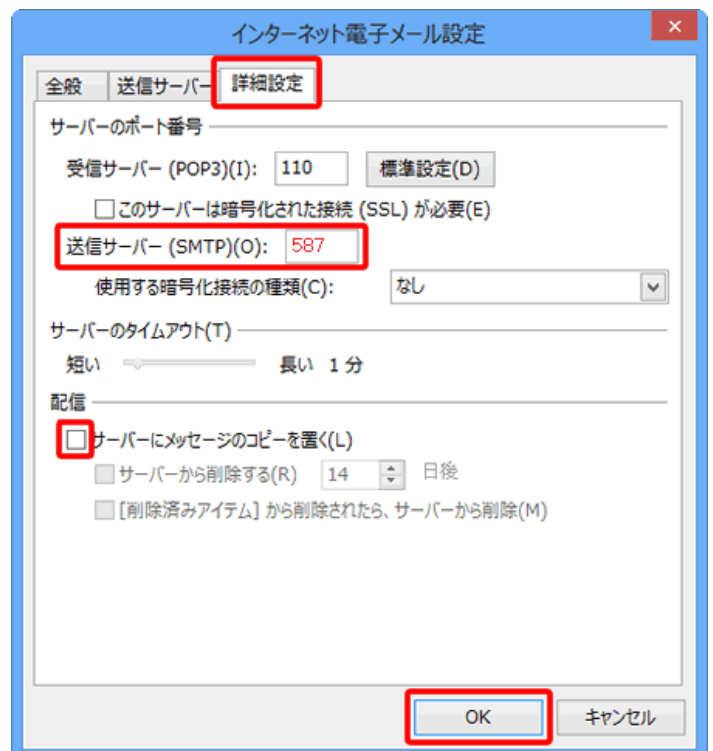 インターネット電子メール設定
全般 送信サーバー 詳細設定
サーバーのポート番号
受信サーバー (POP3)(I): 110 標準設定(D)
このサーバーは暗号化された接続 (SSL) が必要(E)
送信サーバー (SMTP)(O): 587
使用する暗号化接続の種類(C): なし
サーバーのタイムアウト(T)
短い 長い 1 分
配信
サーバーにメッセージのコピーを置く(L)
サーバーから削除する(R) 14 日後
[削除済みアイテム] から削除されたら、サーバーから削除(M)
OK キャンセル